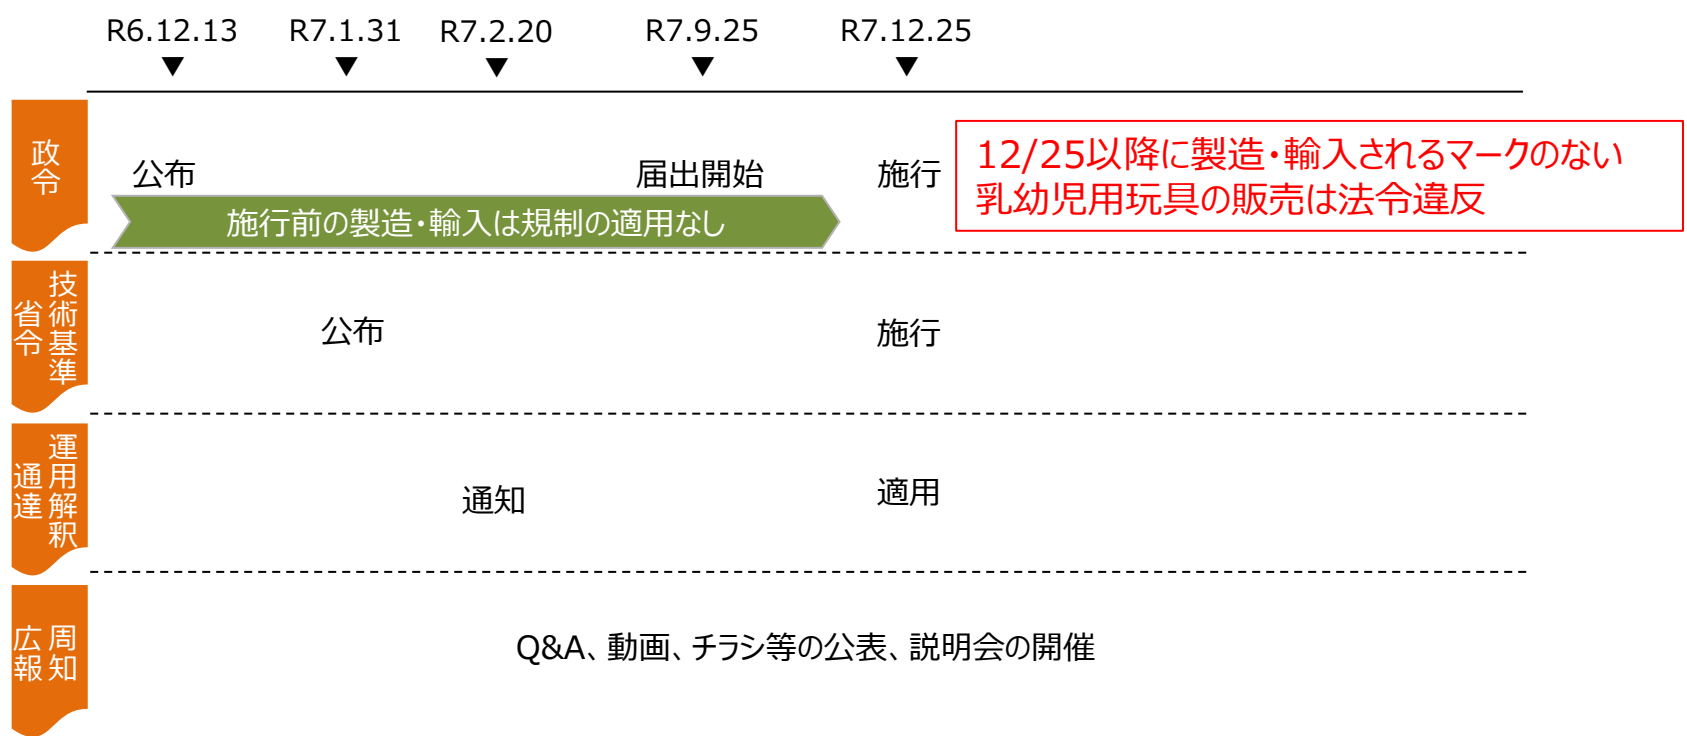 R6.12.13 R7.1.31 R7.2.20 R7.9.25 R7.12.25
政令
公布 届出開始 施行
施行前の製造・輸入は規制の適用なし
12/25以降に製造・輸入されるマークのない
乳幼児用玩具の販売は法令違反
技術基準
省令
公布 施行
運用解釈
通達
通知 適用
周知
広報
Q&A、動画、チラシ等の公表、説明会の開催